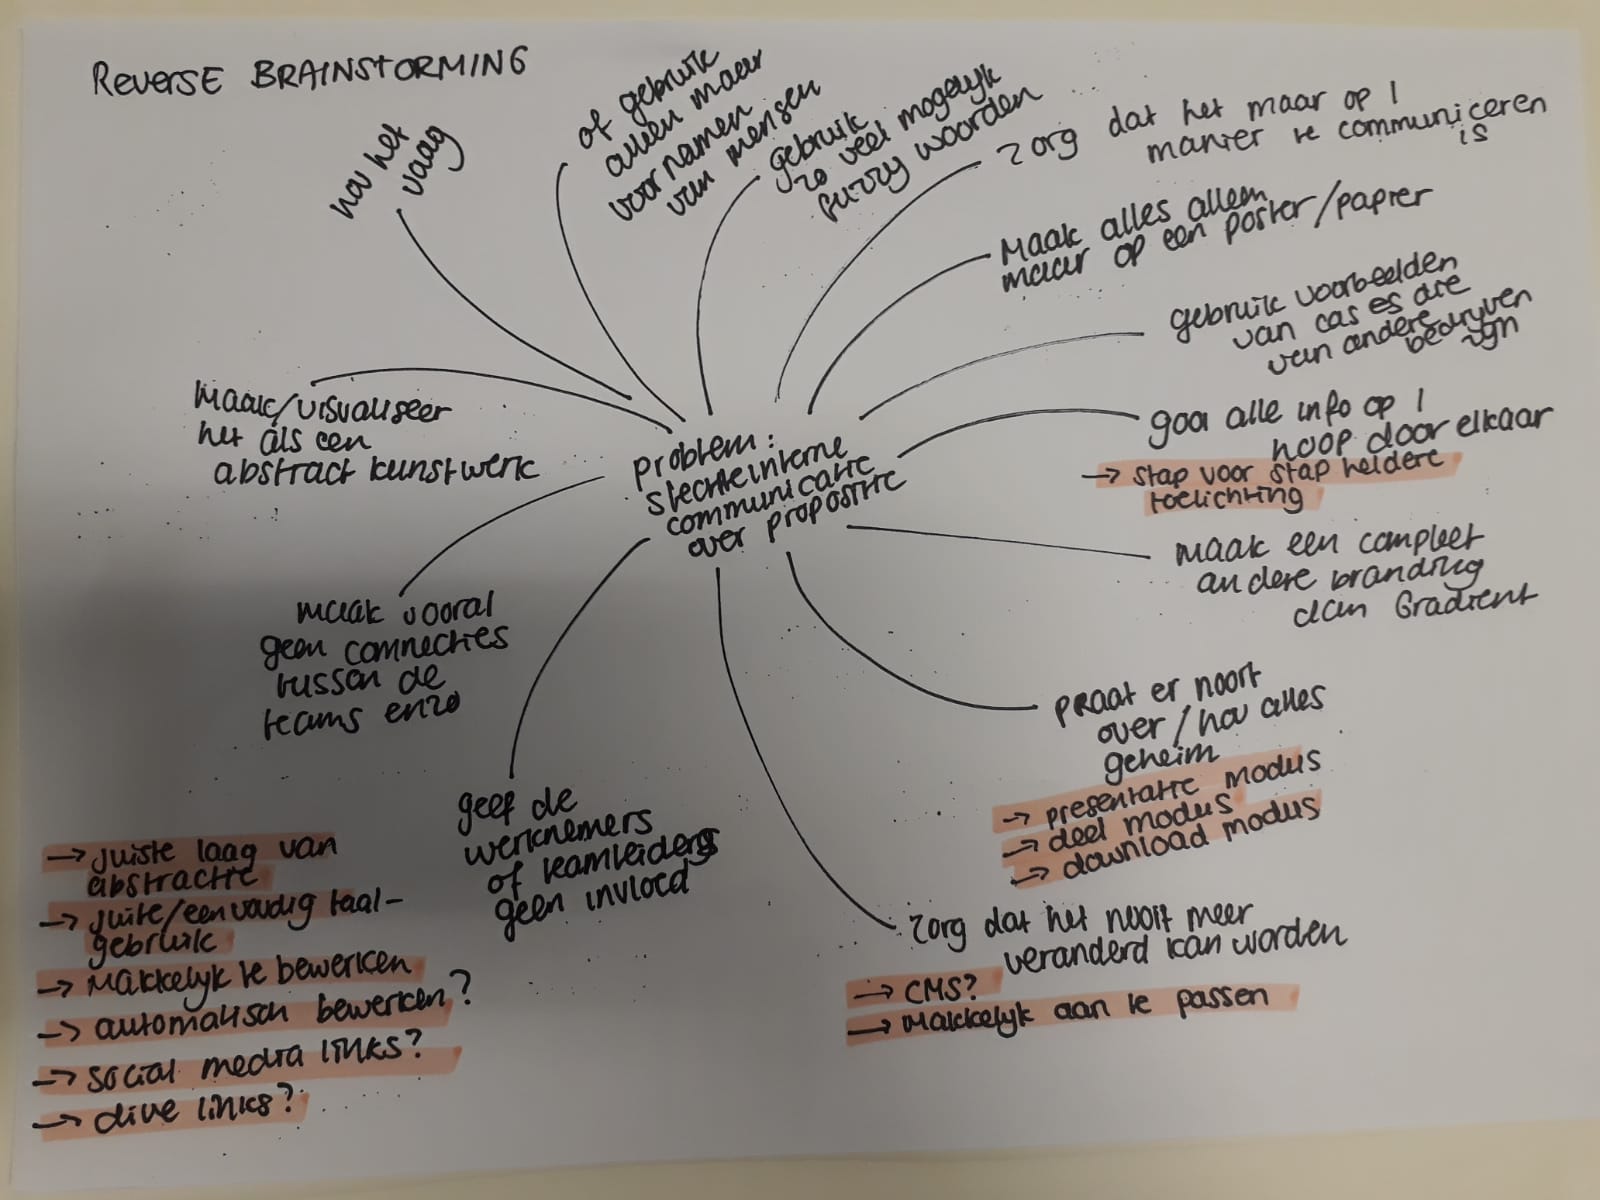 Reverse BRAINSTORMING
hou het
vaag
of gebruik
alleen maar
voornamen
van mensen
gebruik
zo veel mogelijk
fuzzy woorden
zorg dat het maar op 1
manier te communiceren
is
Maak alles alleen
maar op een poster/papier
gebruik voorbeelden
van cases die
van andere
bedrijven
zijn
gooi alle info op 1
hoop door elkaar
→ stap voor stap heldere
toelichting
maak een compleet
andere branding
dan Gradient
praat er nooit
over / hou alles
geheim
→ presentatie modus
→ deel modus
→ download modus
zorg dat het nooit meer
veranderd kan worden
→ CMS?
→ Makkelijk aan te passen
geef de
werknemers
of teamleiders
geen invloed
maak vooral
geen connecties
tussen de
teams enzo
Maak/visualiseer
het als een
abstract kunstwerk
problem:
slechte interne
communicatie
over propositie
→ juiste laag van
abstractie
→ juite/eenvoudig taal-
gebruik
→ Makkelijk te bewerken
→ automatisch bewerken?
→ social media links?
→ dive links?